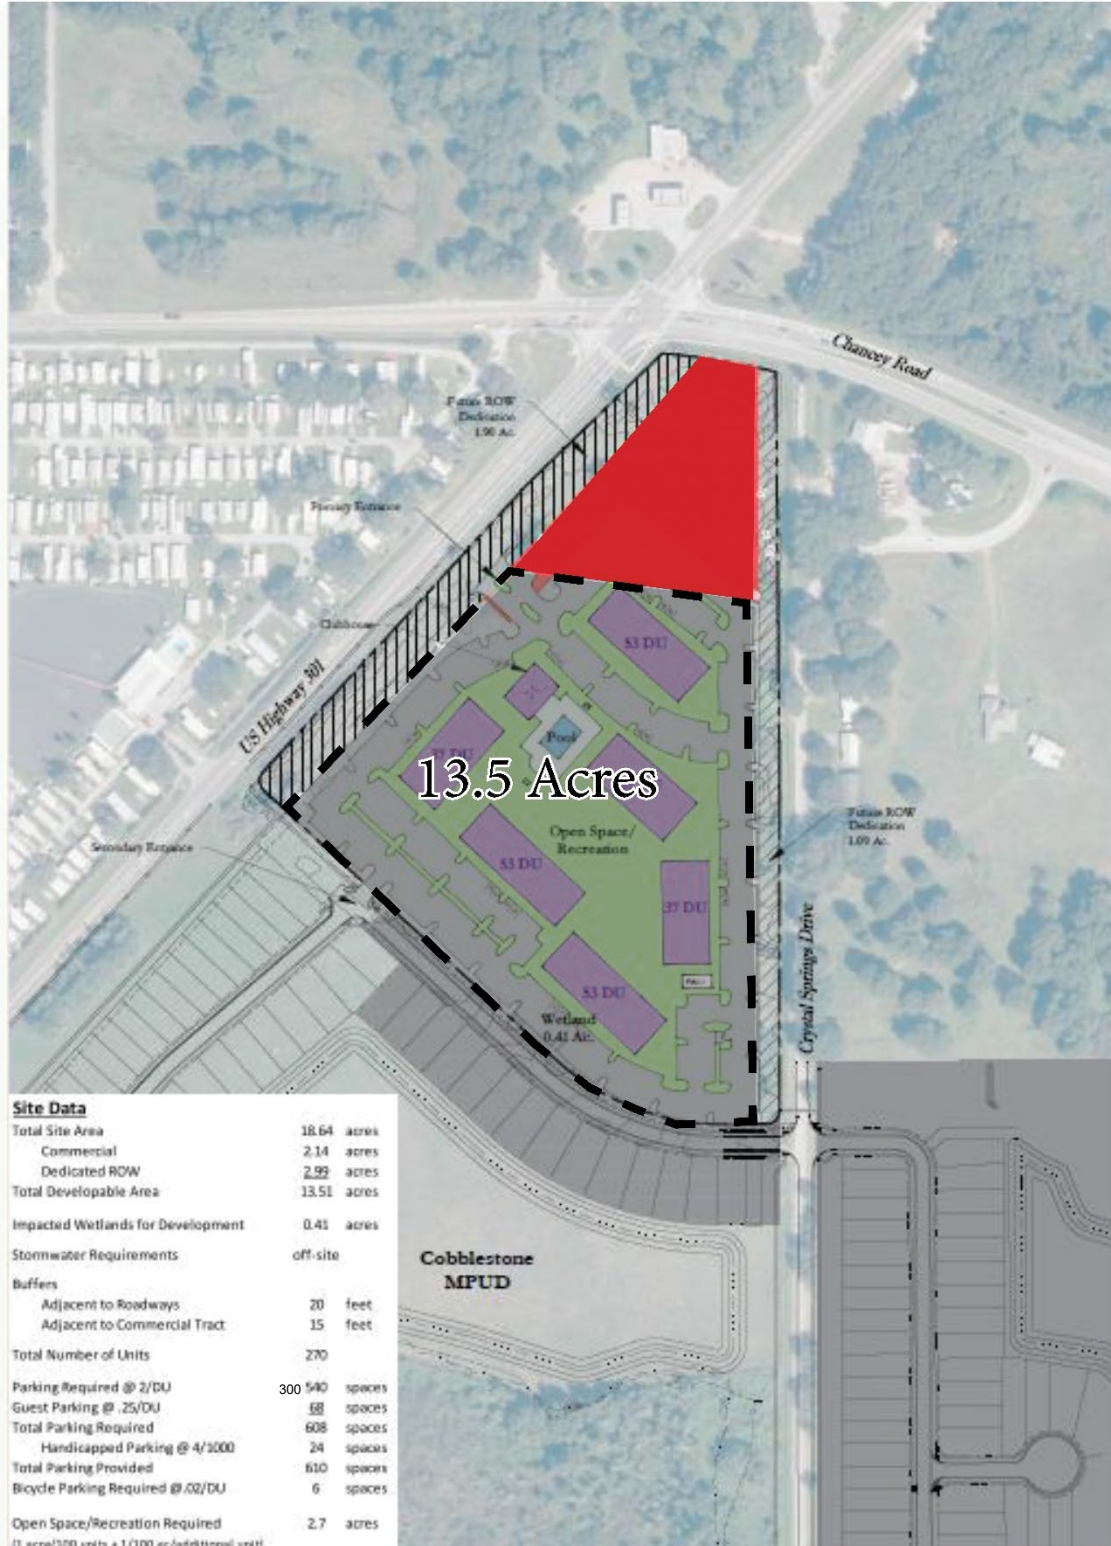 Chancey Road
Future ROW
Dedication
1.90 Ac.
Primary Entrance
Clubhouse
US Highway 301
53 DU
Pool
37 DU
13.5 Acres
Open Space/
Recreation
53 DU
37 DU
Future ROW
Dedication
1.09 Ac.
Secondary Entrance
53 DU
Wetland
0.41 Ac.
Crystal Springs Drive
Cobblestone
MPUD
Site Data
Total Site Area 18.64 acres
Commercial 2.14 acres
Dedicated ROW 2.99 acres
Total Developable Area 13.51 acres
Impacted Wetlands for Development 0.41 acres
Stormwater Requirements off-site
Buffers
Adjacent to Roadways 20 feet
Adjacent to Commercial Tract 15 feet
Total Number of Units 270
Parking Required @ 2/DU 300 540 spaces
Guest Parking @ .25/DU 68 spaces
Total Parking Required 608 spaces
Handicapped Parking @ 4/1000 24 spaces
Total Parking Provided 610 spaces
Bicycle Parking Required @.02/DU 6 spaces
Open Space/Recreation Required 2.7 acres